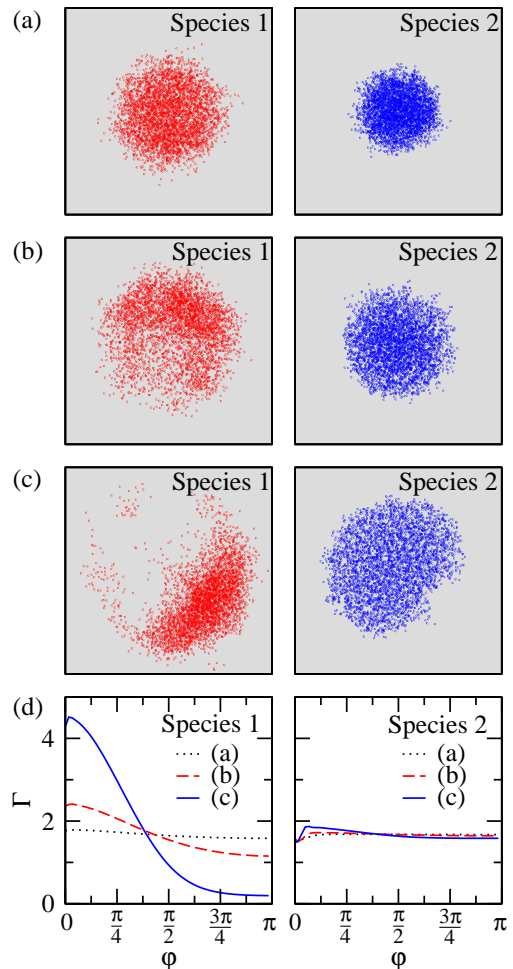 (a) Species 1 Species 2
(b) Species 1 Species 2
(c) Species 1 Species 2
(d) Species 1 Species 2
4 (a) (a)
(b) (b)
(c) (c)
Γ
2
0
0 π/4 π/2 3π/4 π 0 π/4 π/2 3π/4 π
φ φ